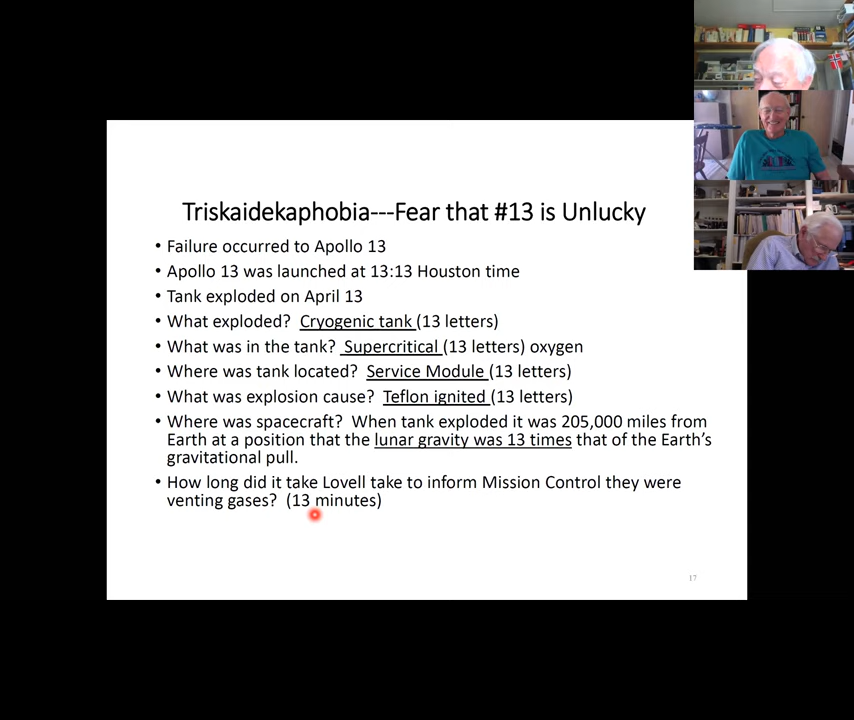 Triskaidekaphobia---Fear that #13 is Unlucky
• Failure occurred to Apollo 13
• Apollo 13 was launched at 13:13 Houston time
• Tank exploded on April 13
• What exploded? Cryogenic tank (13 letters)
• What was in the tank? Supercritical (13 letters) oxygen
• Where was tank located? Service Module (13 letters)
• What was explosion cause? Teflon ignited (13 letters)
• Where was spacecraft? When tank exploded it was 205,000 miles from
Earth at a position that the lunar gravity was 13 times that of the Earth’s
gravitational pull.
• How long did it take Lovell take to inform Mission Control they were
venting gases? (13 minutes)
17